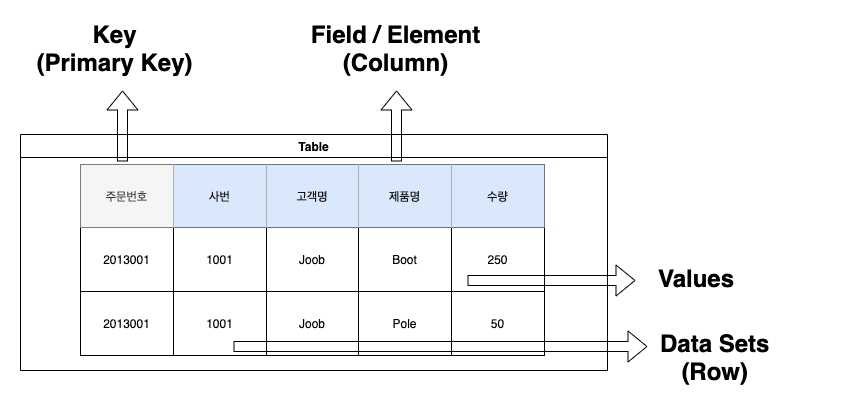 Key
(Primary Key)
Field / Element
(Column)
Table
주문번호 사번 고객명 제품명 수량
2013001 1001 Joob Boot 250
Values
2013001 1001 Joob Pole 50
Data Sets
(Row)